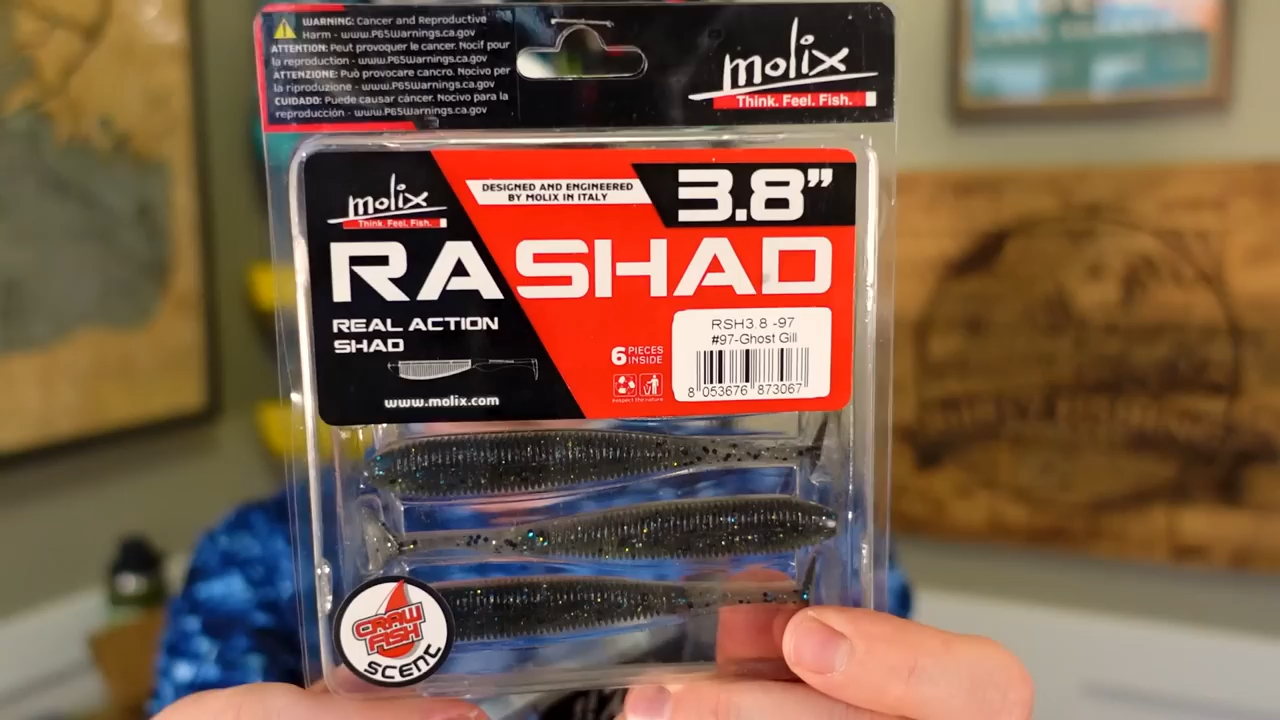 WARNING: Cancer and Reproductive
Harm - www.P65Warnings.ca.gov
ATTENTION: Peut provoquer le cancer. Nocif pour
la reproduction - www.P65Warnings.ca.gov
ATTENZIONE: Può provocare cancro. Nocivo per
la riproduzione - www.P65Warnings.ca.gov
CUIDADO: Puede causar cáncer. Nocivo para la
reproducción - www.P65Warnings.ca.gov
molix
Think. Feel. Fish.
molix
Think. Feel. Fish.
DESIGNED AND ENGINEERED
BY MOLIX IN ITALY
3.8”
RASHAD
REAL ACTION
SHAD
RSH3.8 -97
#97-Ghost Gill
6 PIECES
INSIDE
8 053676 873067
respect the nature
www.molix.com
CRAW
FISH
SCENT